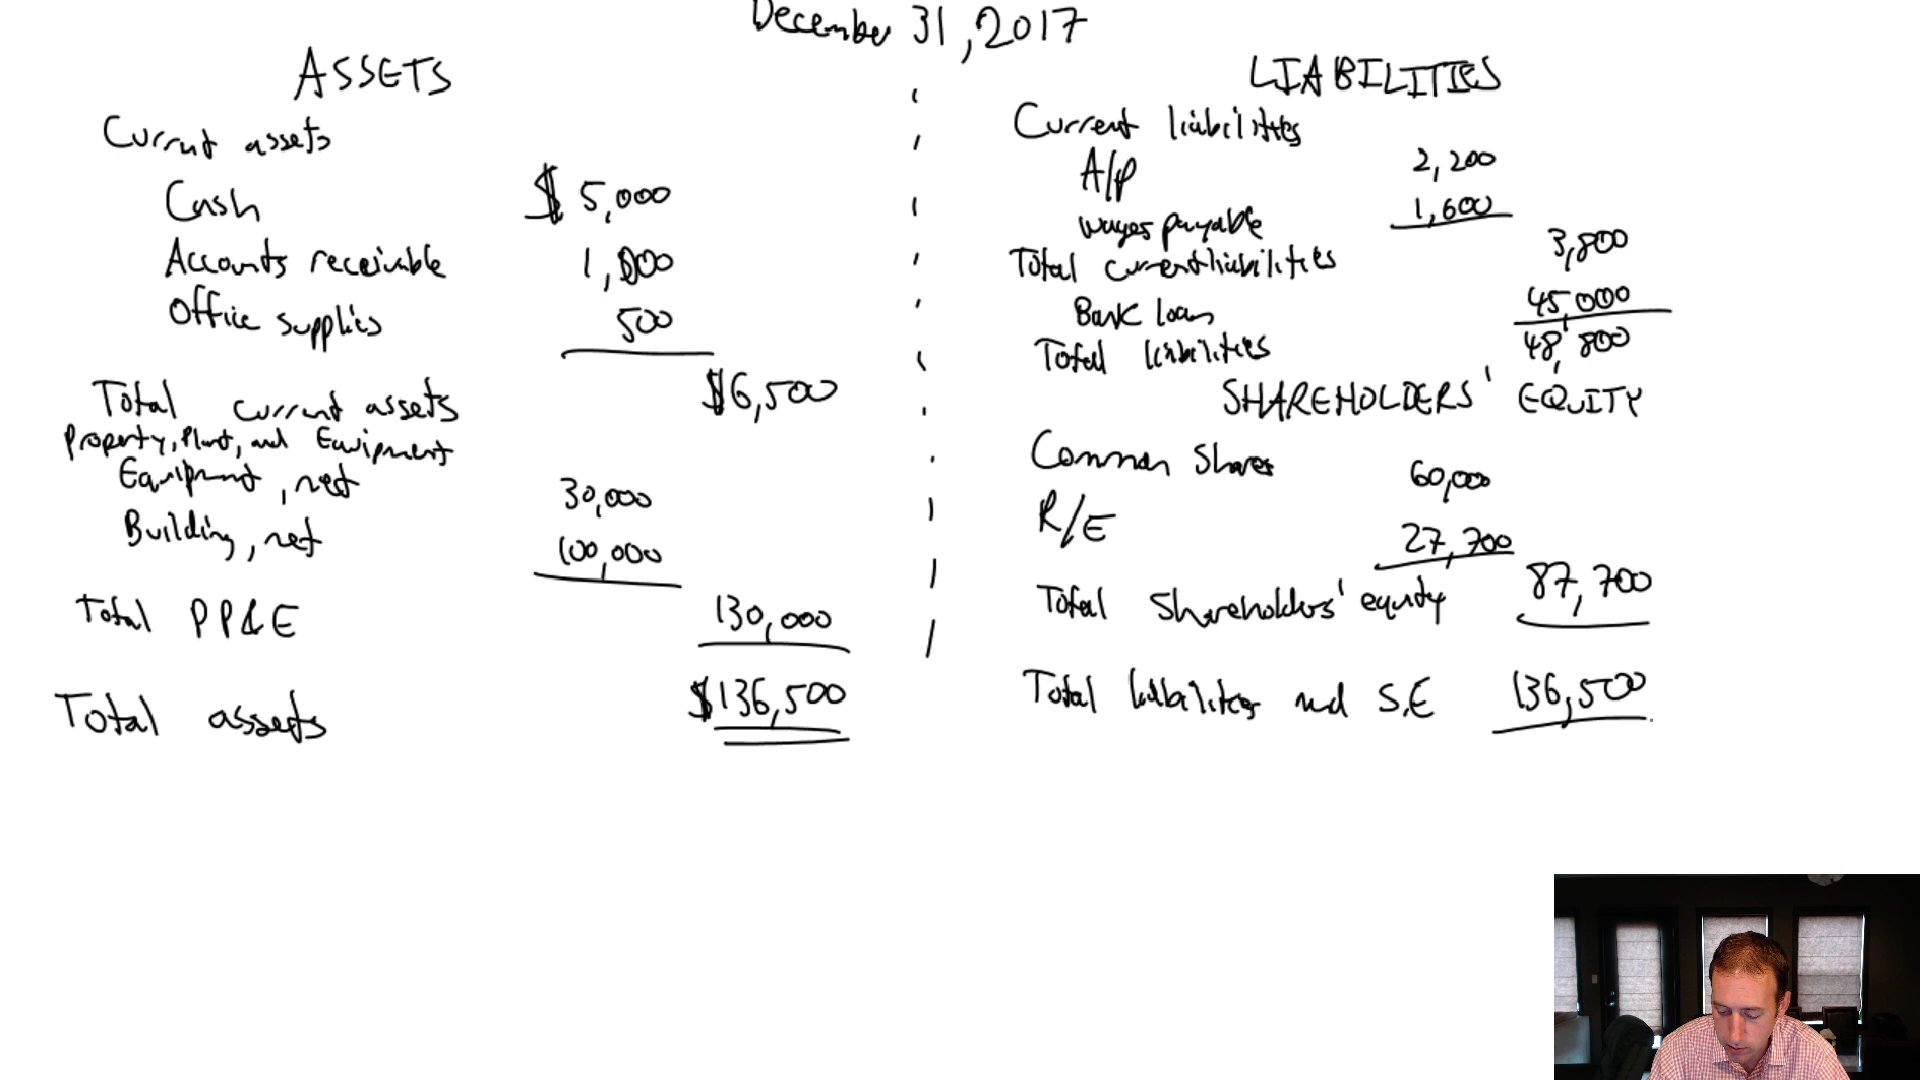 December 31, 2017
ASSETS
Current assets
Cash $ 5,000
Accounts receivable 1,000
Office supplies 500
Total current assets $6,500
Property, Plant, and Equipment
Equipment, net 30,000
Building, net 100,000
Total PP&E 130,000
Total assets $136,500
LIABILITIES
Current liabilities
A/P 2,200
Wages payable 1,600
3,800
Total current liabilities
Bank loan 45,000
Total liabilities 48,800
SHAREHOLDERS' EQUITY
Common Shares 60,000
R/E 27,700
Total Shareholders' equity 87,700
Total liabilities and S.E 136,500